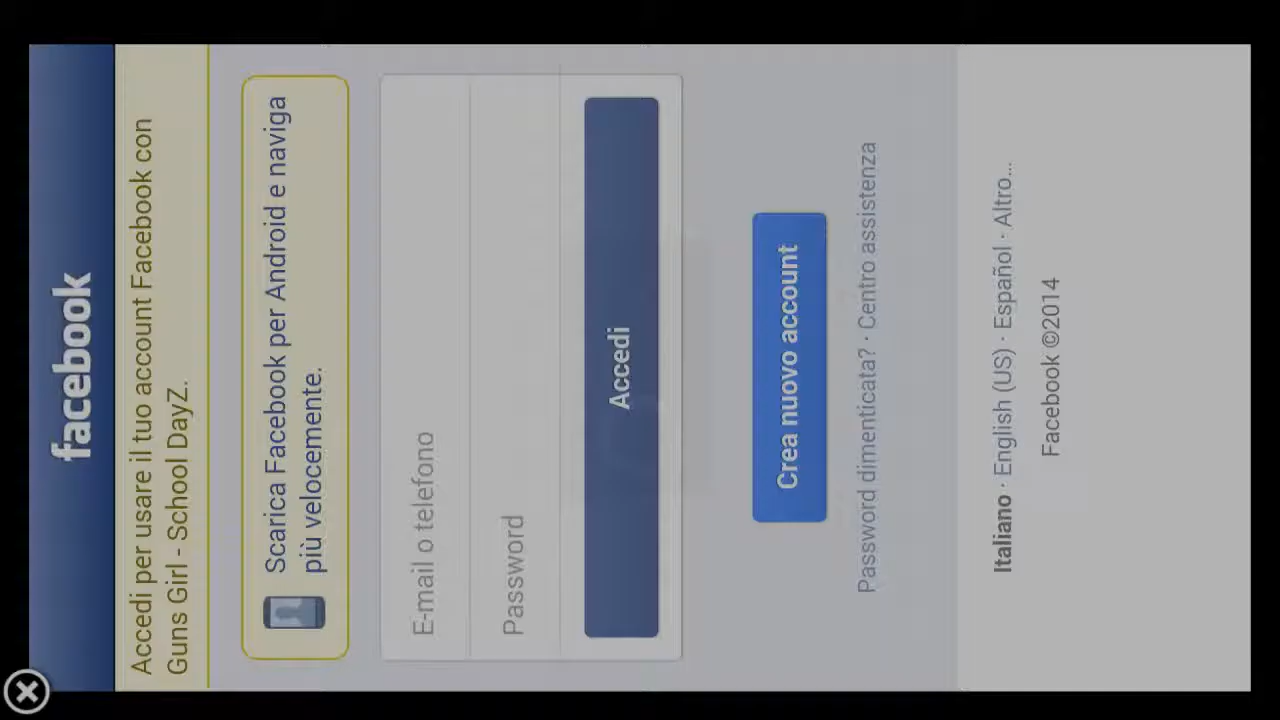 facebook
Accedi per usare il tuo account Facebook con
Guns Girl - School DayZ.
Scarica Facebook per Android e naviga
più velocemente.
E-mail o telefono
Password
Accedi
Crea nuovo account
Password dimenticata? · Centro assistenza
Italiano · English (US) · Español · Altro...
Facebook ©2014